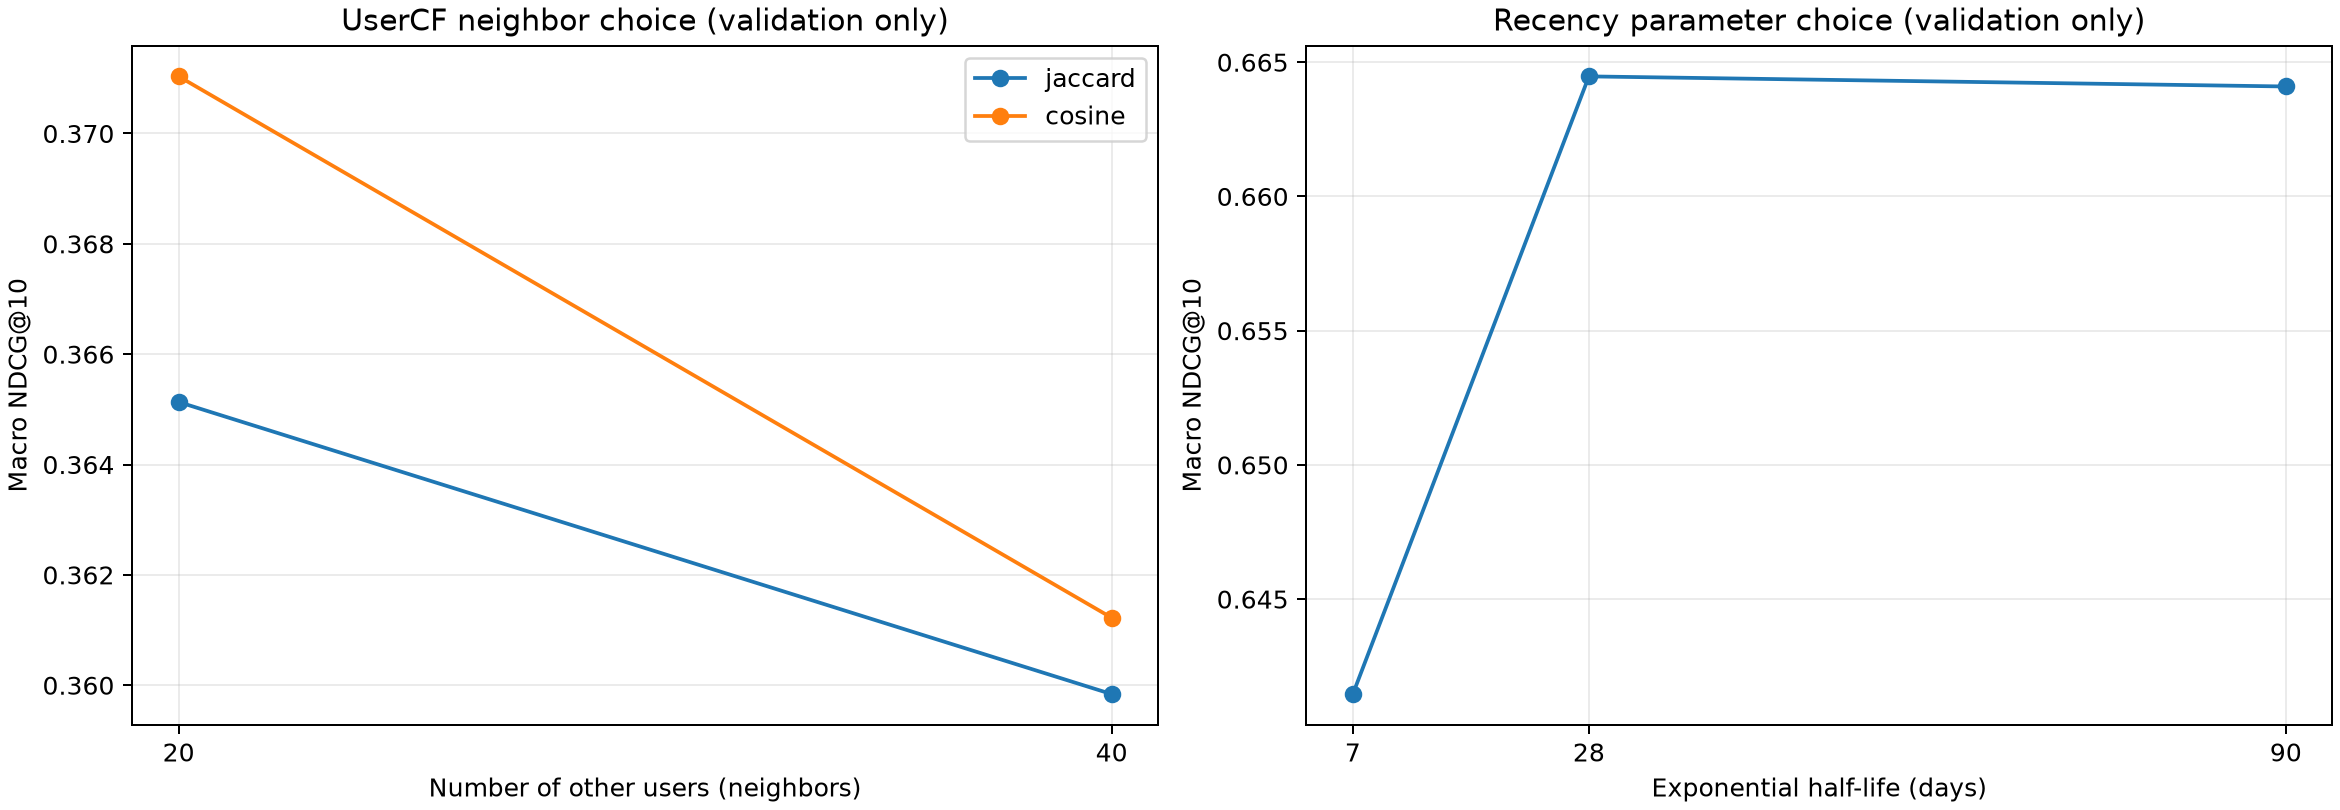 UserCF neighbor choice (validation only)
Macro NDCG@10
0.370
0.368
0.366
0.364
0.362
0.360
jaccard
cosine
20
40
Number of other users (neighbors)
Recency parameter choice (validation only)
Macro NDCG@10
0.665
0.660
0.655
0.650
0.645
7
28
90
Exponential half-life (days)